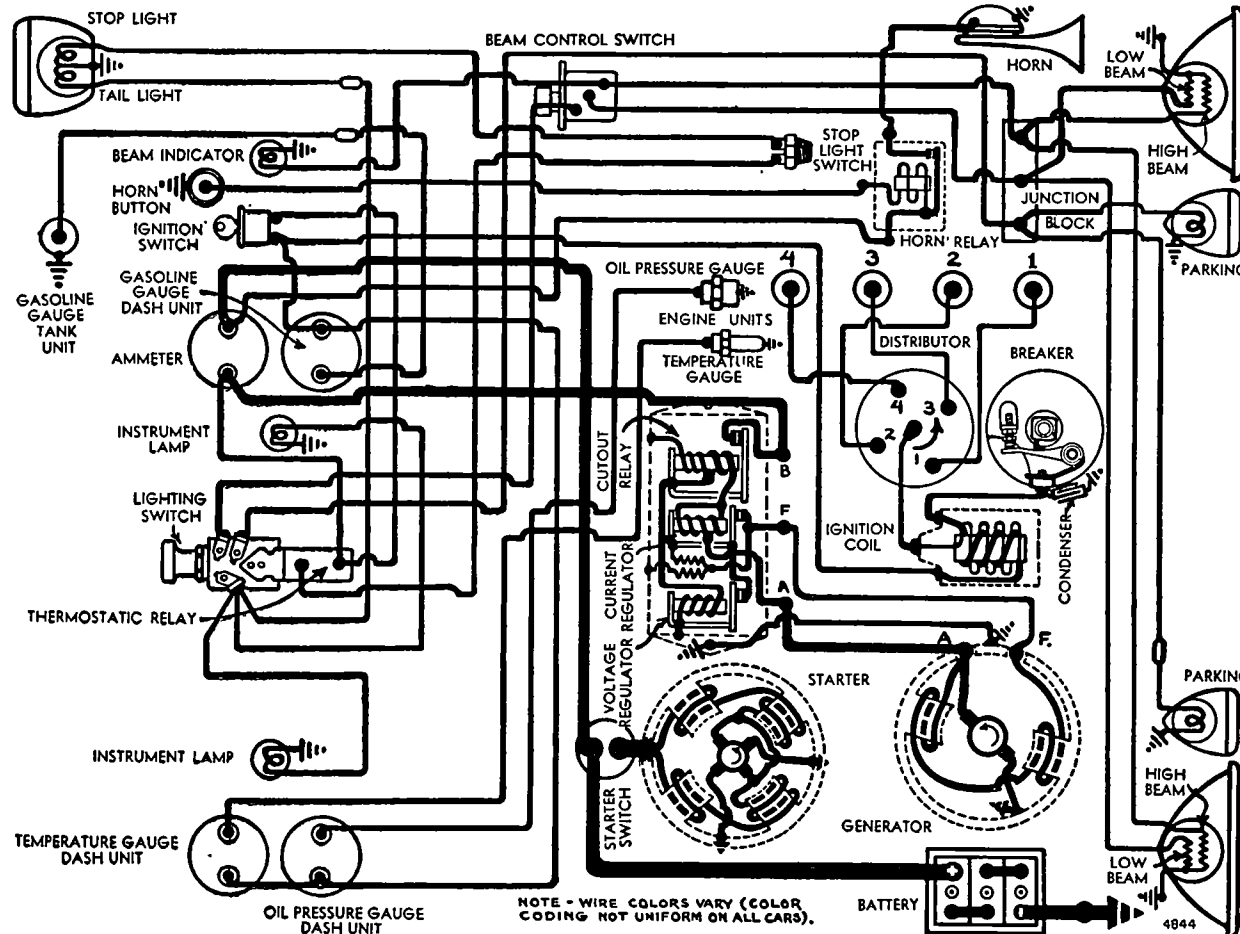 STOP LIGHT
TAIL LIGHT
BEAM CONTROL SWITCH
HORN
LOW
BEAM
HIGH
BEAM
BEAM INDICATOR
STOP
LIGHT
SWITCH
HORN
BUTTON
IGNITION
SWITCH
HORN RELAY
JUNCTION
BLOCK
PARKING
GASOLINE
GAUGE
TANK
UNIT
GASOLINE
GAUGE
DASH UNIT
OIL PRESSURE GAUGE
ENGINE UNITS
TEMPERATURE
GAUGE
4
3
2
1
DISTRIBUTOR
BREAKER
AMMETER
4
3
2
1
INSTRUMENT
LAMP
CUTOUT
RELAY
B
F
A
LIGHTING
SWITCH
IGNITION
COIL
CONDENSER
CURRENT
REGULATOR
VOLTAGE
REGULATOR
THERMOSTATIC RELAY
A
F.
STARTER
PARKING
INSTRUMENT LAMP
STARTER
SWITCH
GENERATOR
HIGH
BEAM
LOW
BEAM
TEMPERATURE GAUGE
DASH UNIT
OIL PRESSURE GAUGE
DASH UNIT
NOTE - WIRE COLORS VARY (COLOR
CODING NOT UNIFORM ON ALL CARS).
BATTERY
4844